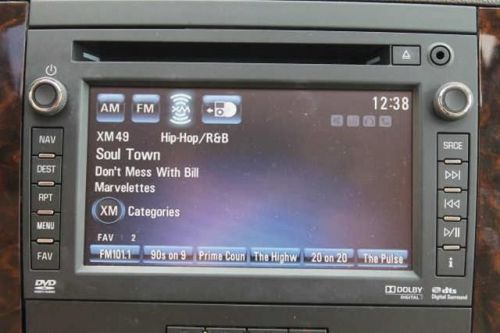 AM FM XM 12:38
XM49 Hip-Hop/R&B
Soul Town
Don't Mess With Bill
Marvelettes
XM Categories
FAV 2
FM101.1 90s on 9 Prime Coun The Highw 20 on 20 The Pulse
NAV
DEST
RPT
MENU
FAV
SRCE
DVD
DOLBY
DIGITAL
dts
Digital Surround